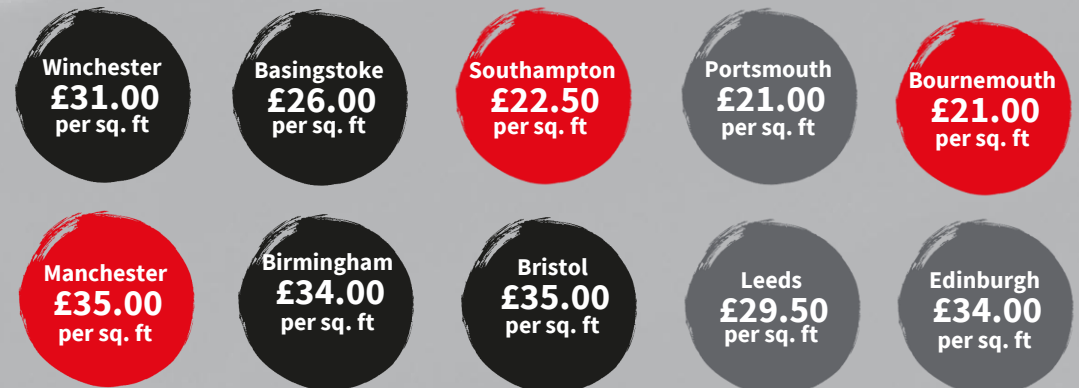 Winchester
£31.00
per sq. ft
Basingstoke
£26.00
per sq. ft
Southampton
£22.50
per sq. ft
Portsmouth
£21.00
per sq. ft
Bournemouth
£21.00
per sq. ft
Manchester
£35.00
per sq. ft
Birmingham
£34.00
per sq. ft
Bristol
£35.00
per sq. ft
Leeds
£29.50
per sq. ft
Edinburgh
£34.00
per sq. ft